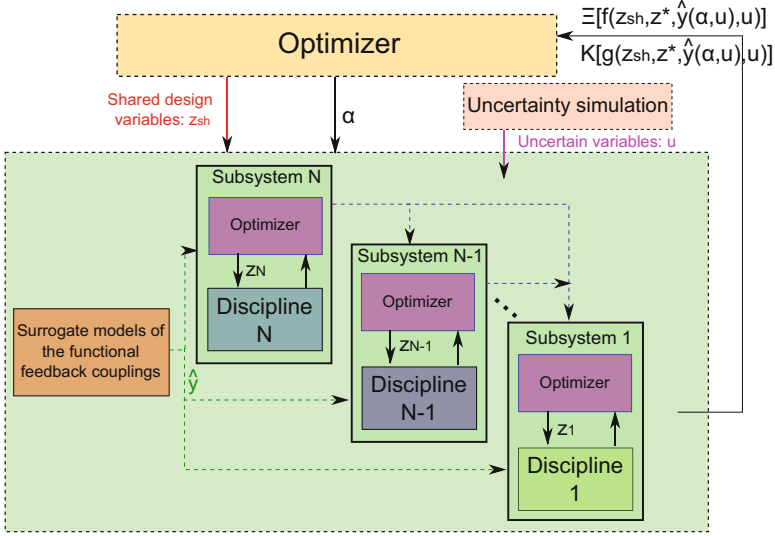 Optimizer
Ξ[f(zsh,z*,ŷ(α,u),u)]
K[g(zsh,z*,ŷ(α,u),u)]
Shared design
variables: zsh
α
Uncertainty simulation
Uncertain variables: u
Subsystem N
Optimizer
zN
Discipline
N
Subsystem N-1
Optimizer
zN-1
Discipline
N-1
Subsystem 1
Optimizer
z1
Discipline
1
Surrogate models of
the functional
feedback couplings
ŷ